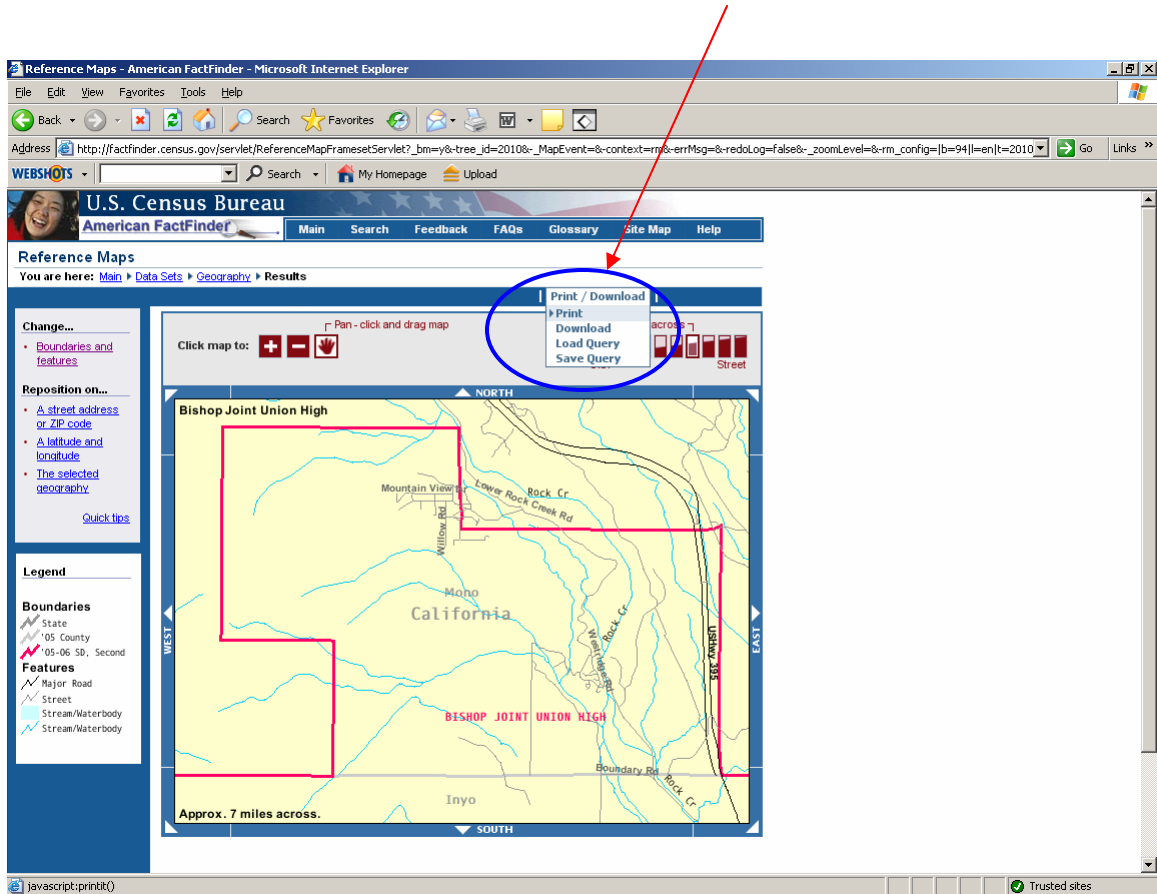 Reference Maps - American FactFinder - Microsoft Internet Explorer
File Edit View Favorites Tools Help
Back Search Favorites
Address http://factfinder.census.gov/servlet/ReferenceMapFramesetServlet?_bm=y&-tree_id=2010&-_MapEvent=&-context=rm&-errMsg=&-redoLog=false&-_zoomLevel=&-rm_config=|b=94|l=en|t=2010 Go Links »
WEBSHOTS Search My Homepage Upload
U.S. Census Bureau
American FactFinder Main Search Feedback FAQs Glossary Site Map Help
Reference Maps
You are here: Main Data Sets Geography Results
Print / Download
Print
Download
Load Query
Save Query
Change...
Boundaries and
features
Reposition on...
A street address
or ZIP code
A latitude and
longitude
The selected
geography
Quick tips
Legend
Boundaries
State
'05 County
'05-06 SD, Second
Features
Major Road
Street
Stream/Waterbody
Stream/Waterbody
Pan - click and drag map
across
Click map to:
Street
NORTH
Bishop Joint Union High
Mountain View Dr
Lower Rock Creek Rd
Rock Cr
Willow Rd
Mono
California
Rock Cr
Westridge Rd
USHwy 395
WEST
EAST
BISHOP JOINT UNION HIGH
Boundary Rd
Rock Cr
Inyo
Approx. 7 miles across.
SOUTH
javascript:printit() Trusted sites